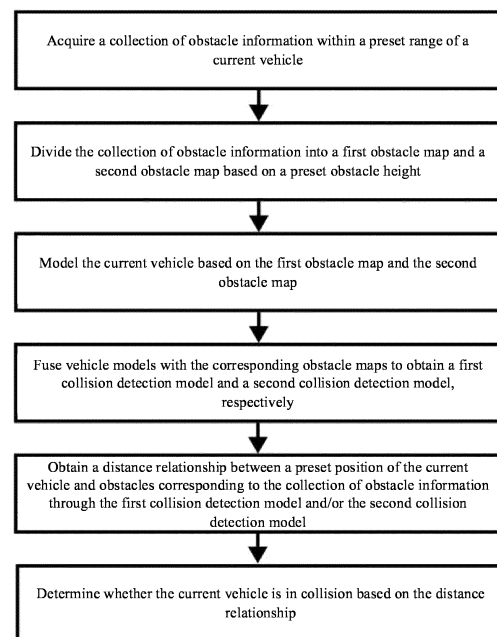 Acquire a collection of obstacle information within a preset range of a
current vehicle
Divide the collection of obstacle information into a first obstacle map and a
second obstacle map based on a preset obstacle height
Model the current vehicle based on the first obstacle map and the second
obstacle map
Fuse vehicle models with the corresponding obstacle maps to obtain a first
collision detection model and a second collision detection model,
respectively
Obtain a distance relationship between a preset position of the current
vehicle and obstacles corresponding to the collection of obstacle information
through the first collision detection model and/or the second collision
detection model
Determine whether the current vehicle is in collision based on the distance
relationship